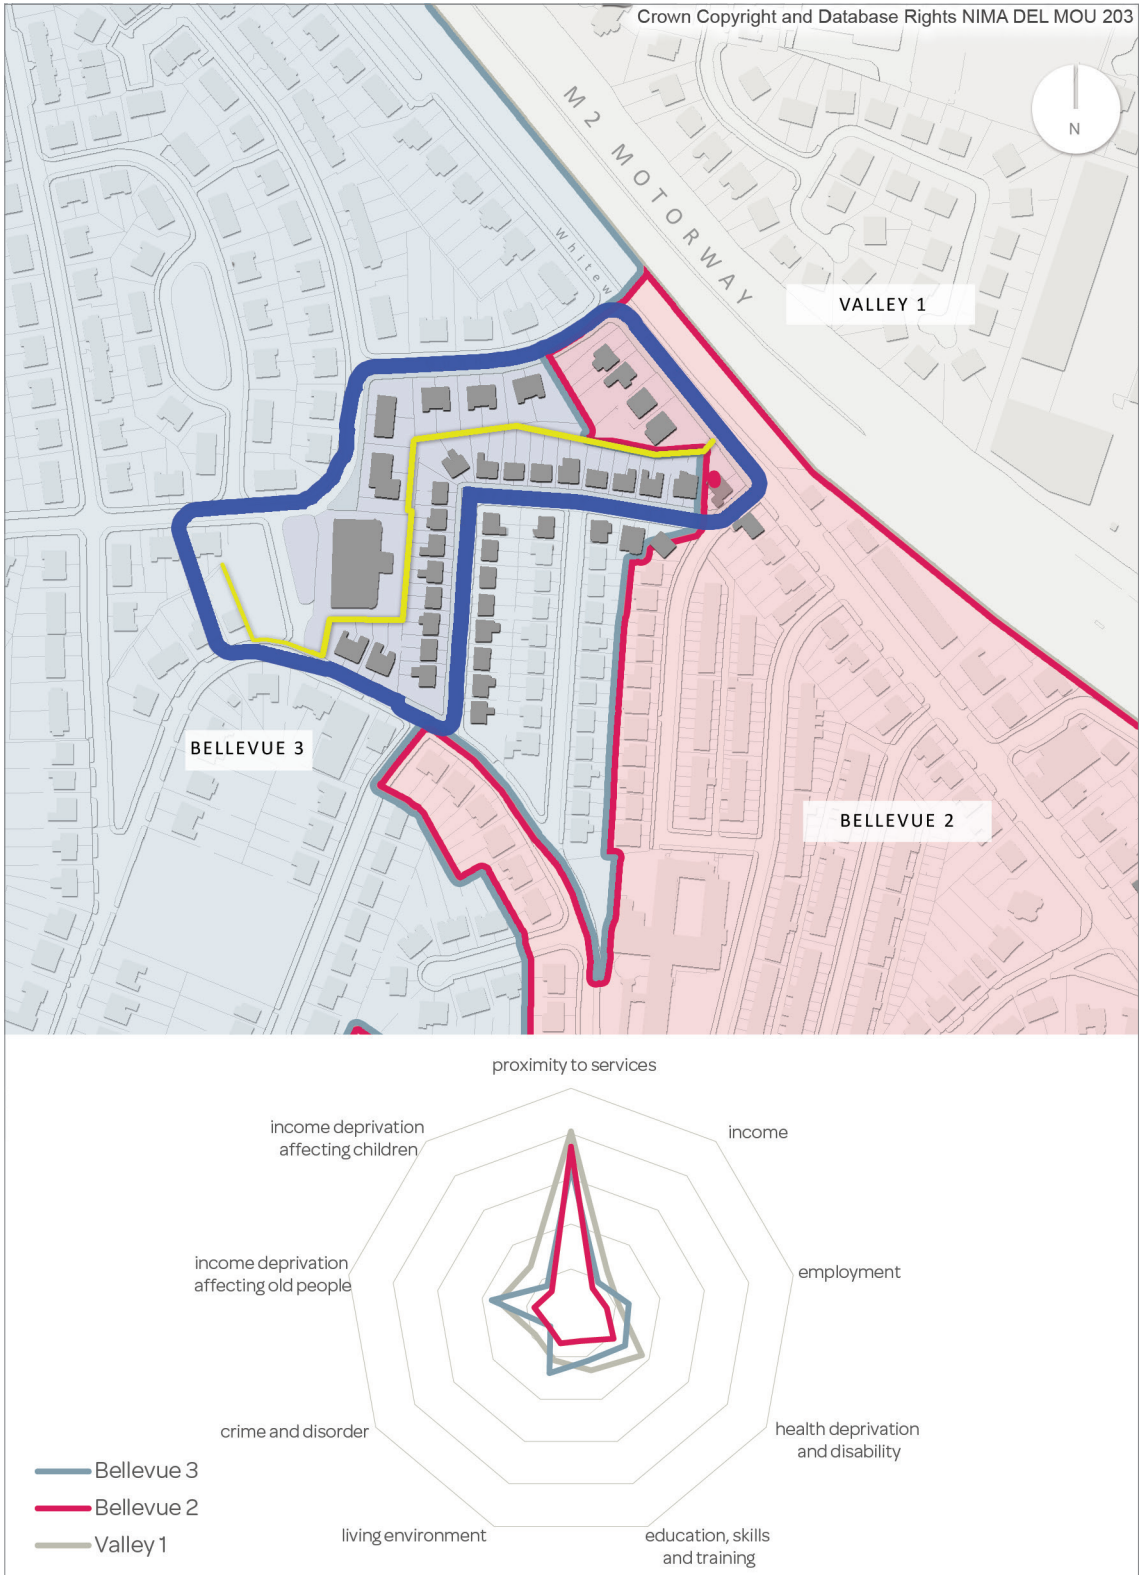 Crown Copyright and Database Rights NIMA DEL MOU 203
N
M2 MOTORWAY
Whitew
VALLEY 1
BELLEVUE 3
BELLEVUE 2
proximity to services
income deprivation
affecting children
income
income deprivation
affecting old people
employment
crime and disorder
health deprivation
and disability
living environment
education, skills
and training
Bellevue 3
Bellevue 2
Valley 1